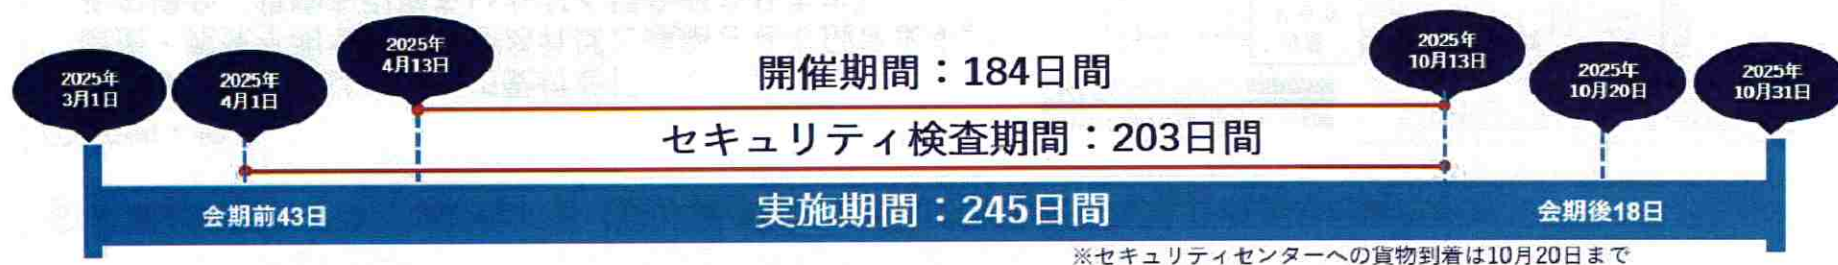 2025年
3月1日
2025年
4月1日
2025年
4月13日
開催期間：184日間
2025年
10月13日
2025年
10月20日
2025年
10月31日
セキュリティ検査期間：203日間
会期前43日
実施期間：245日間
会期後18日
※セキュリティセンターへの貨物到着は10月20日まで